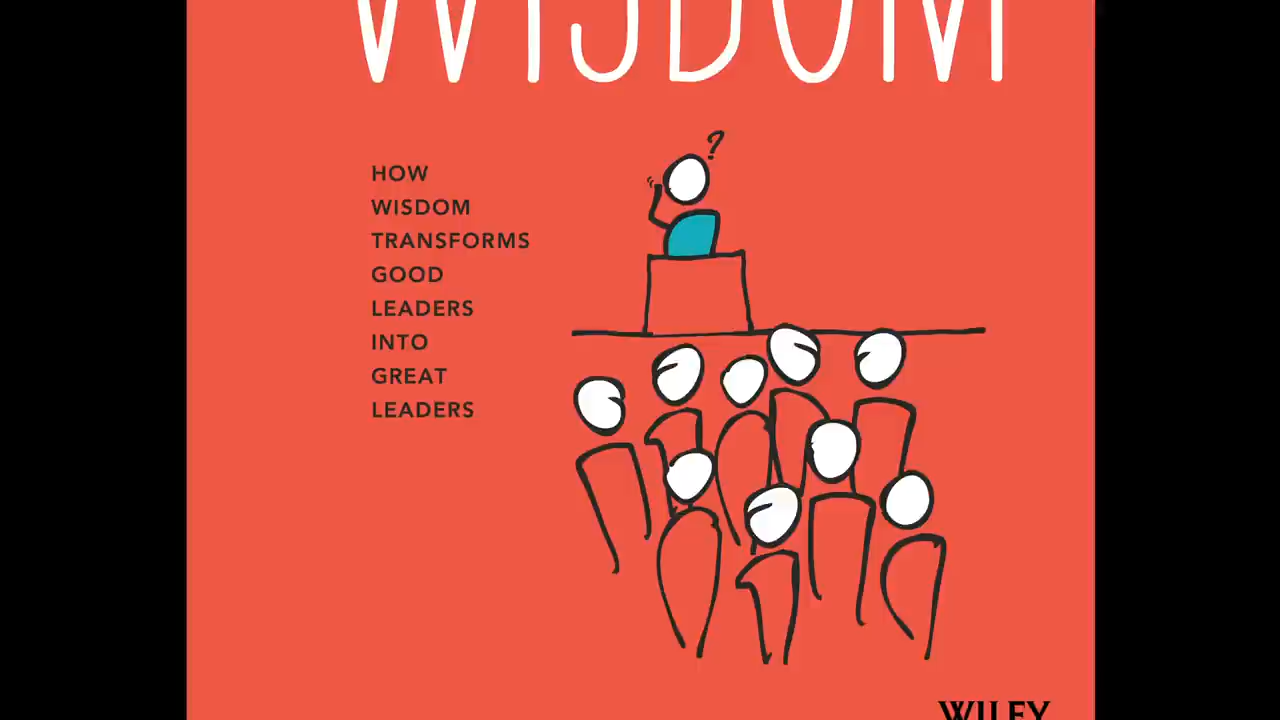 WISDOM
?
HOW
WISDOM
TRANSFORMS
GOOD
LEADERS
INTO
GREAT
LEADERS
WILEY